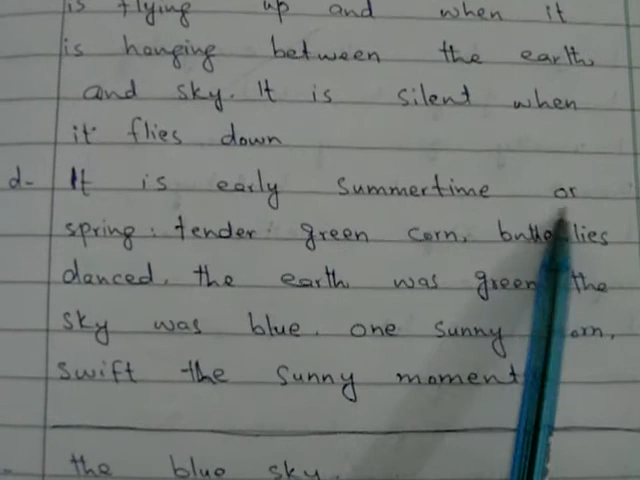 is flying up and when it
is hanging between the earth
and sky. It is silent when
it flies down
d- It is early summertime or
spring. tender green corn, butterflies
danced, the earth was green the
sky was blue. one sunny
swift the sunny moment
the blue sky.